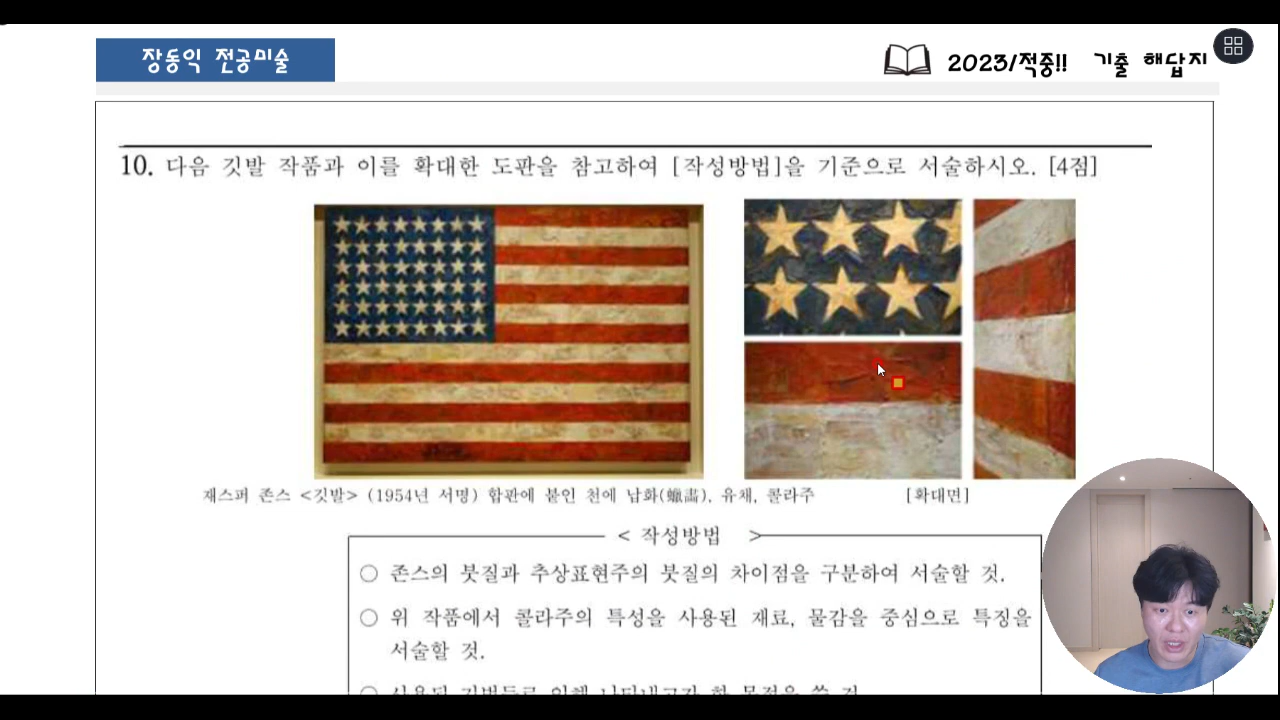 장동익 전공미술
2023/적중!! 기출 해답지
10. 다음 깃발 작품과 이를 확대한 도판을 참고하여 [작성방법]을 기준으로 서술하시오. [4점]
재스퍼 존스 <깃발> (1954년 서명) 합판에 붙인 천에 납화(蠟畵), 유채, 콜라주 [확대면]
< 작성방법 >
○ 존스의 붓질과 추상표현주의 붓질의 차이점을 구분하여 서술할 것.
○ 위 작품에서 콜라주의 특성을 사용된 재료, 물감을 중심으로 특징을
서술할 것.